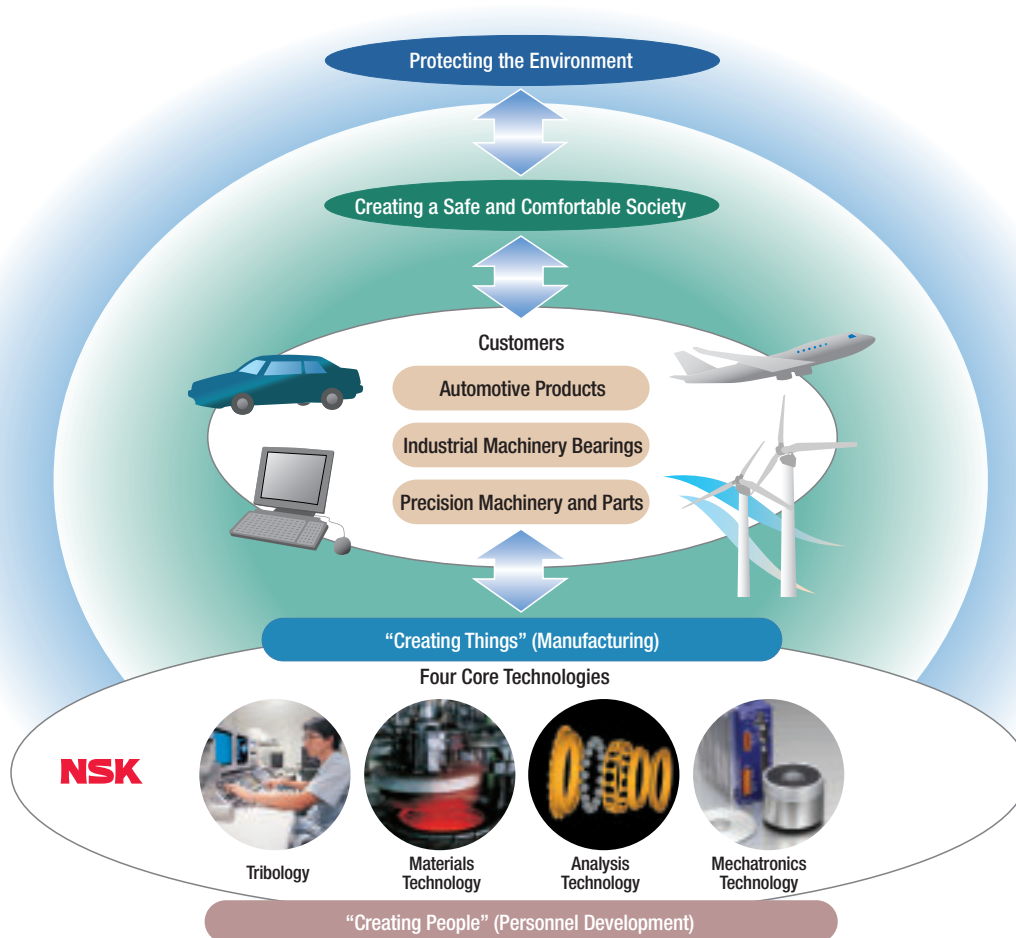 Protecting the Environment
Creating a Safe and Comfortable Society
Customers
Automotive Products
Industrial Machinery Bearings
Precision Machinery and Parts
“Creating Things” (Manufacturing)
Four Core Technologies
NSK
Tribology
Materials
Technology
Analysis
Technology
Mechatronics
Technology
“Creating People” (Personnel Development)